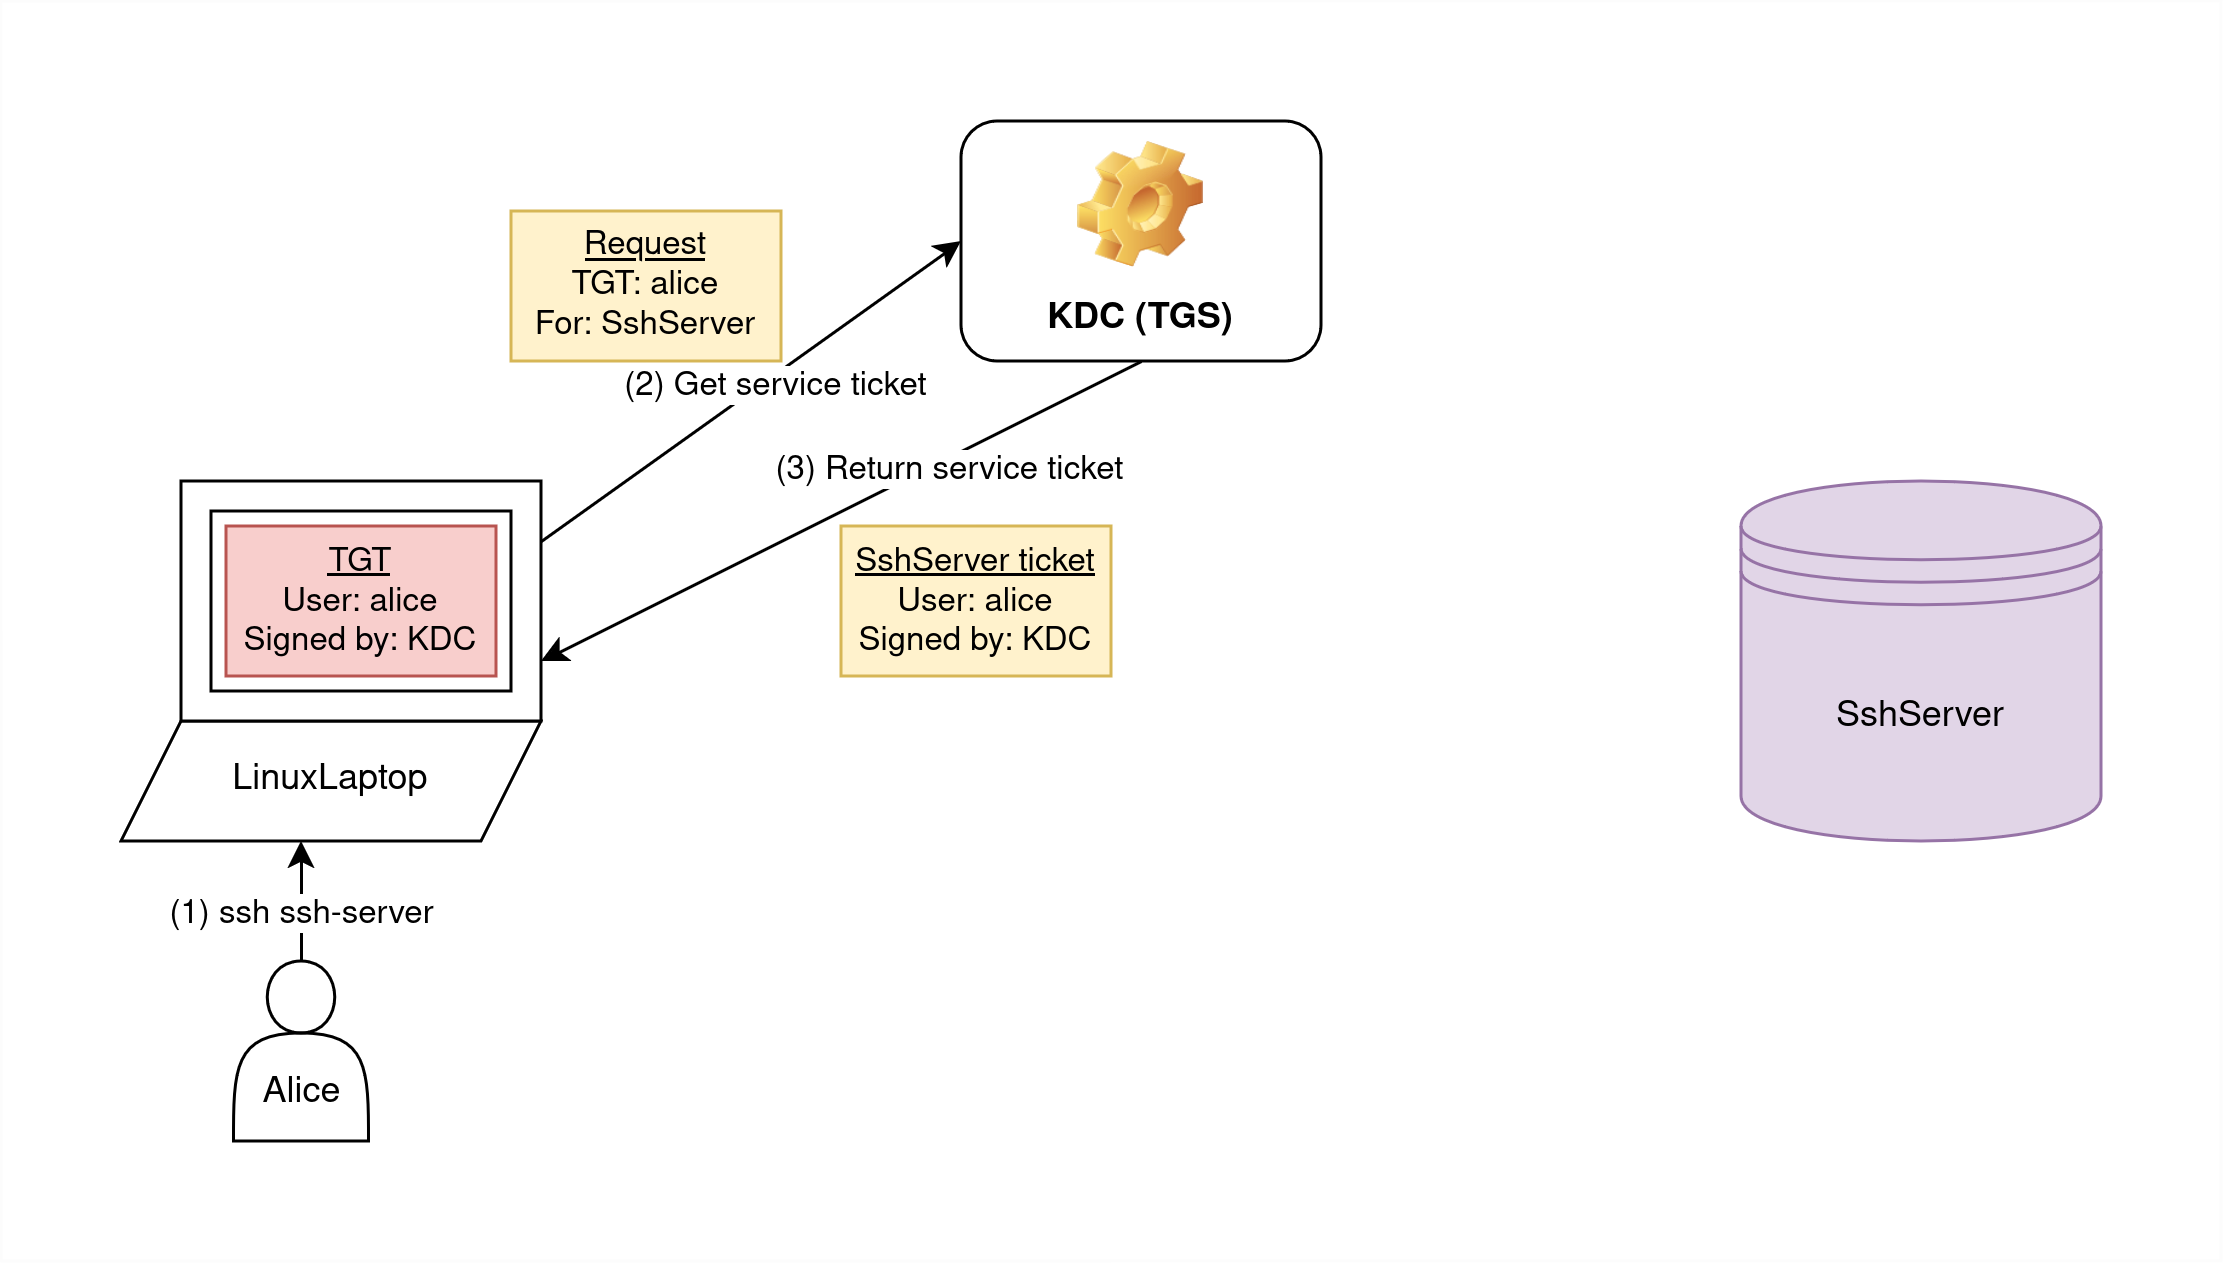 KDC (TGS)
Request
TGT: alice
For: SshServer
(2) Get service ticket
(3) Return service ticket
TGT
User: alice
Signed by: KDC
SshServer ticket
User: alice
Signed by: KDC
SshServer
LinuxLaptop
(1) ssh ssh-server
Alice